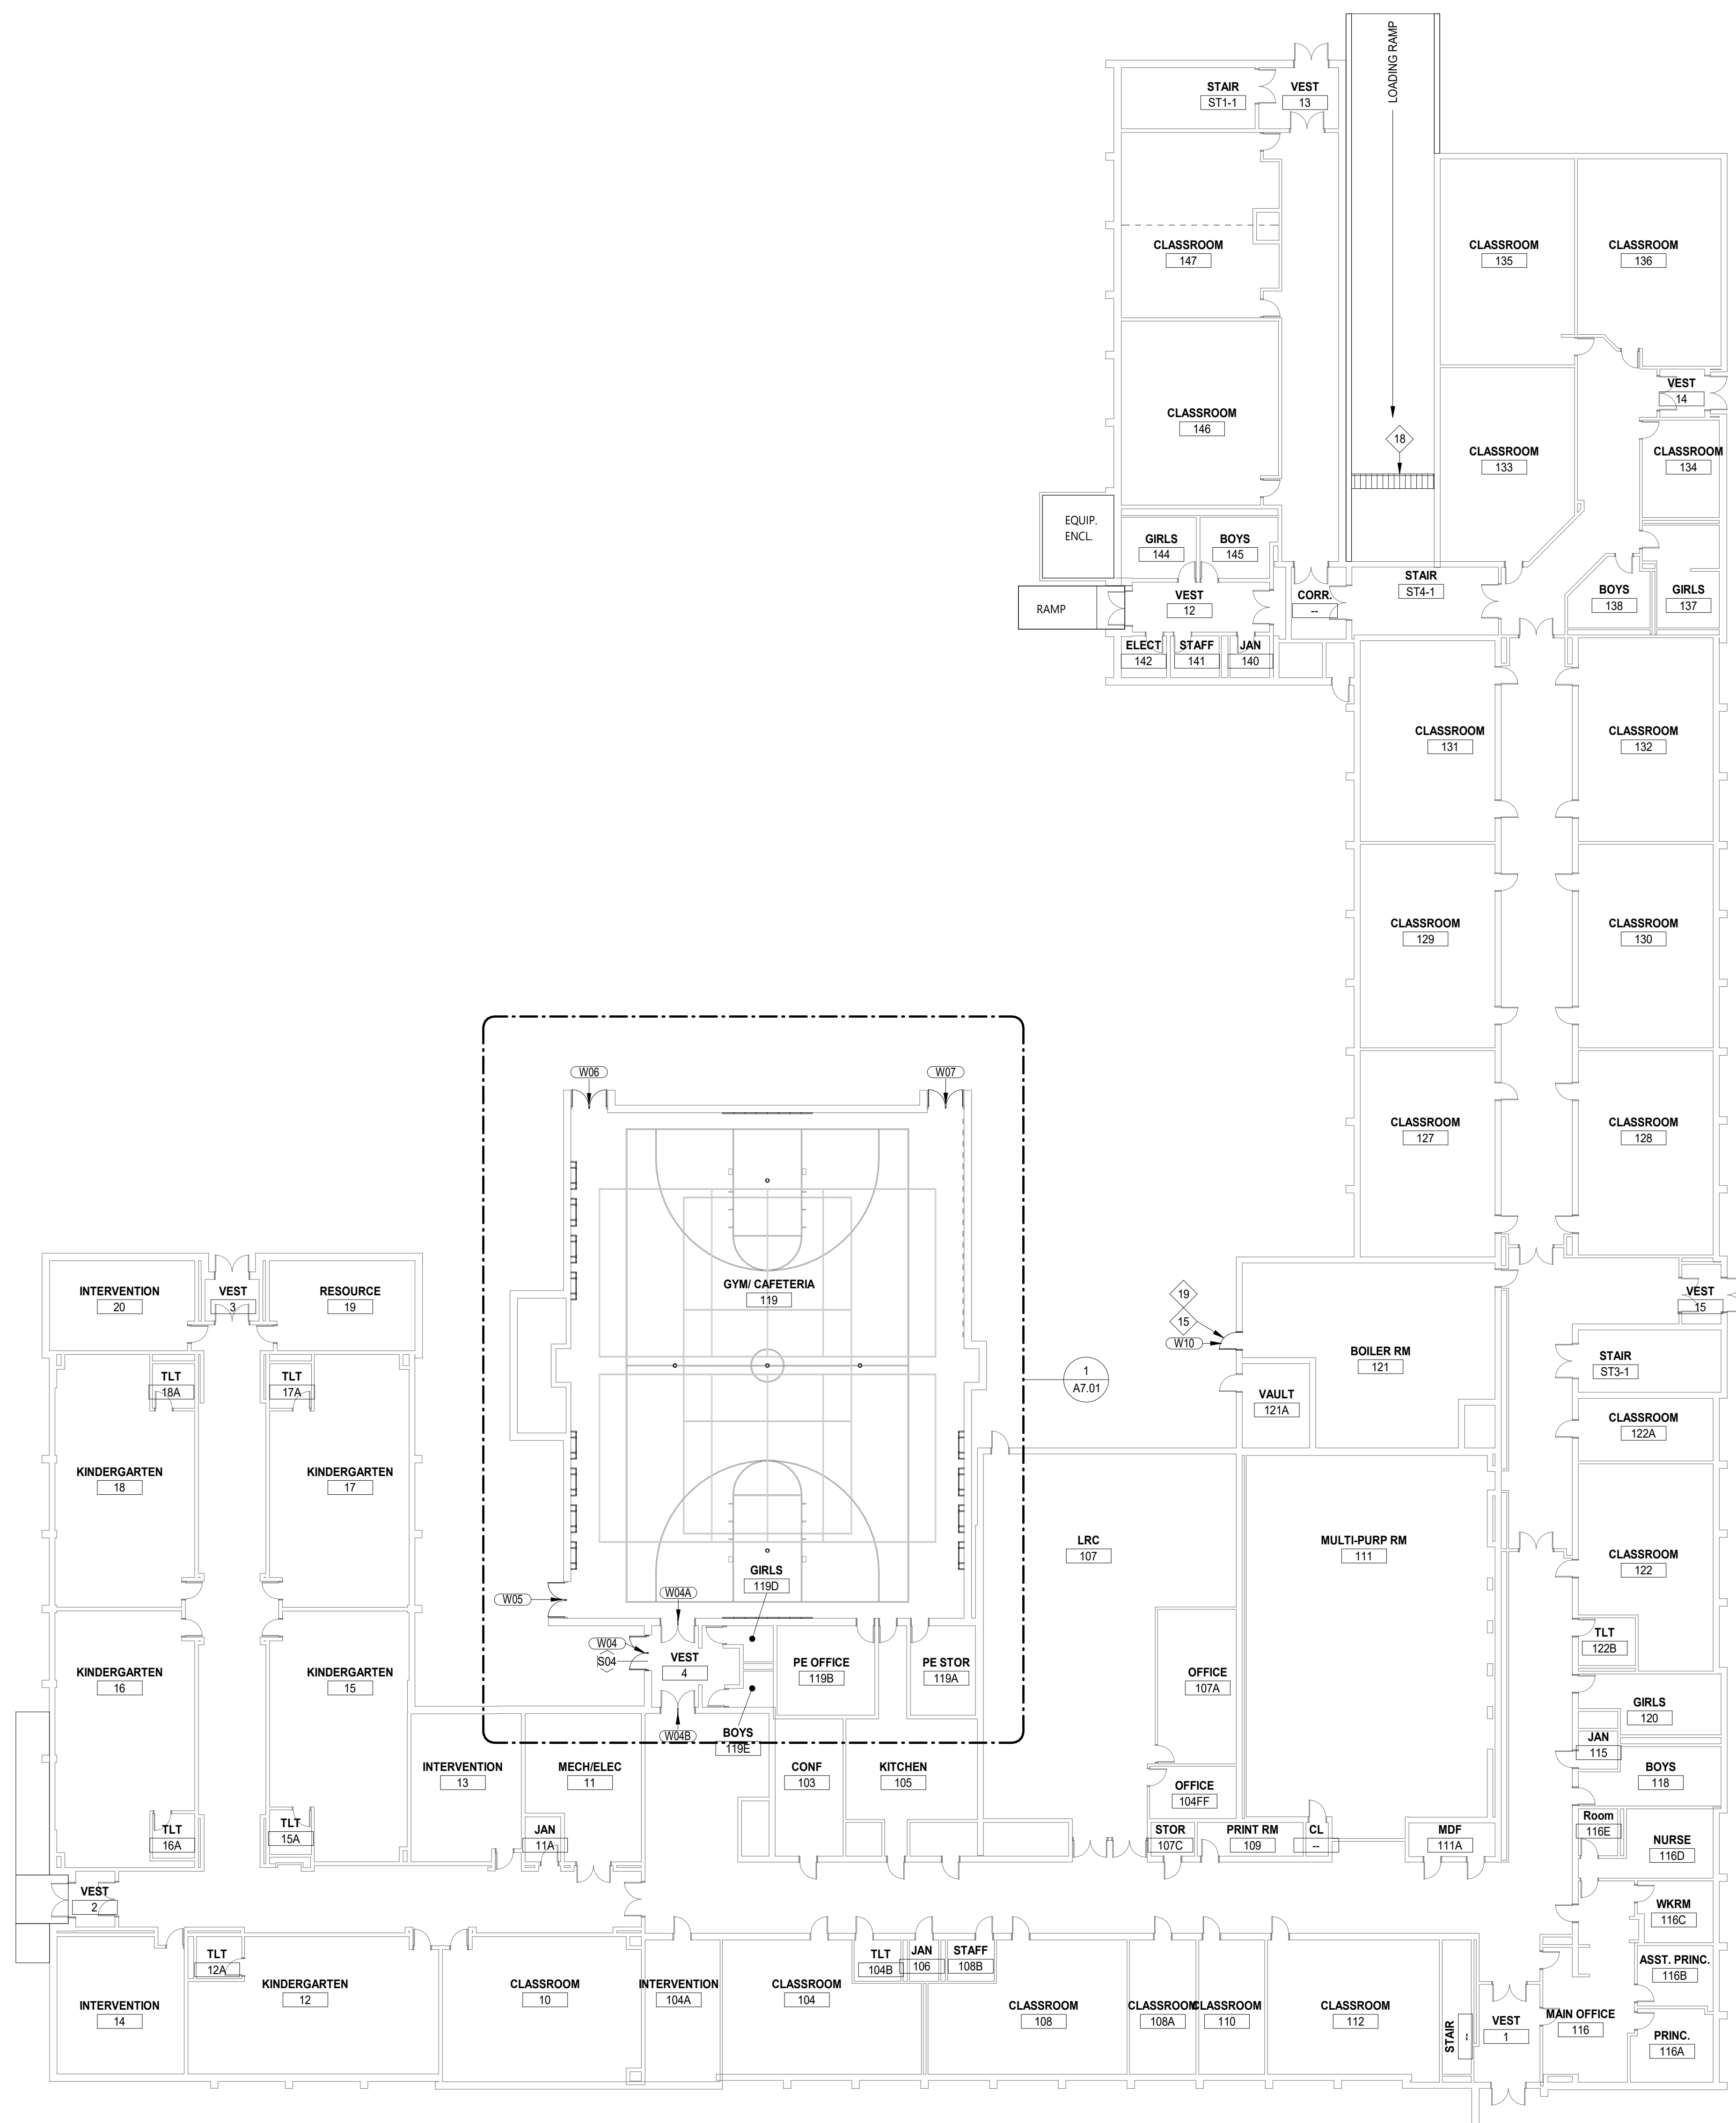 LOADING RAMP
STAIR
ST1-1
VEST
13
CLASSROOM
147
CLASSROOM
135
CLASSROOM
136
VEST
14
CLASSROOM
146
18
CLASSROOM
133
CLASSROOM
134
EQUIP.
ENCL.
GIRLS
144
BOYS
145
RAMP
VEST
12
CORR.
--
STAIR
ST4-1
BOYS
138
GIRLS
137
ELECT
142
STAFF
141
JAN
140
CLASSROOM
131
CLASSROOM
132
CLASSROOM
129
CLASSROOM
130
W06
W07
CLASSROOM
127
CLASSROOM
128
INTERVENTION
20
VEST
3
RESOURCE
19
GYM/ CAFETERIA
119
19
15
W10
VEST
15
BOILER RM
121
STAIR
ST3-1
1
A7.01
TLT
18A
TLT
17A
VAULT
121A
CLASSROOM
122A
KINDERGARTEN
18
KINDERGARTEN
17
LRC
107
MULTI-PURP RM
111
CLASSROOM
122
GIRLS
119D
W05
W04A
W04
S04
VEST
4
PE OFFICE
119B
PE STOR
119A
TLT
122B
KINDERGARTEN
16
KINDERGARTEN
15
OFFICE
107A
GIRLS
120
W04B
BOYS
119E
JAN
115
INTERVENTION
13
MECH/ELEC
11
CONF
103
KITCHEN
105
OFFICE
104FF
BOYS
118
TLT
16A
TLT
15A
JAN
11A
STOR
107C
PRINT RM
109
CL
--
MDF
111A
Room
116E
NURSE
116D
VEST
2
WKRM
116C
TLT
12A
KINDERGARTEN
12
CLASSROOM
10
INTERVENTION
104A
CLASSROOM
104
TLT
104B
JAN
106
STAFF
108B
ASST. PRINC.
116B
INTERVENTION
14
CLASSROOM
108
CLASSROOM
108A
CLASSROOM
110
CLASSROOM
112
STAIR
--
VEST
1
MAIN OFFICE
116
PRINC.
116A